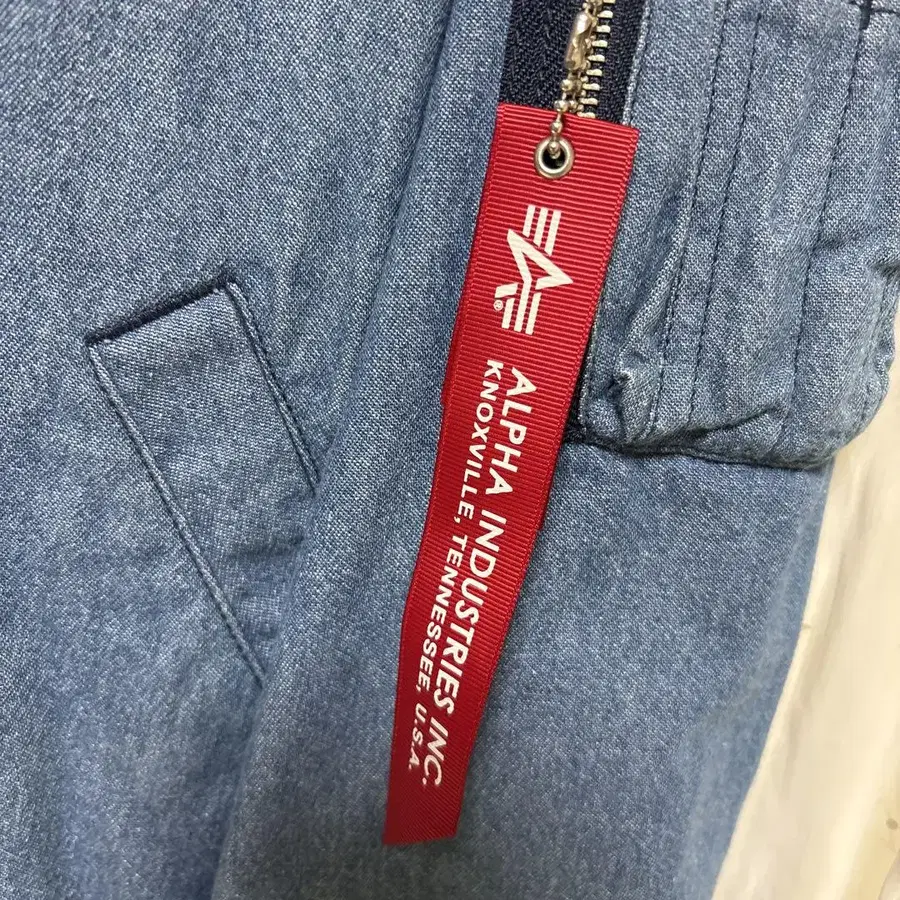 ALPHA INDUSTRIES INC.
KNOXVILLE, TENNESSEE, U.S.A.